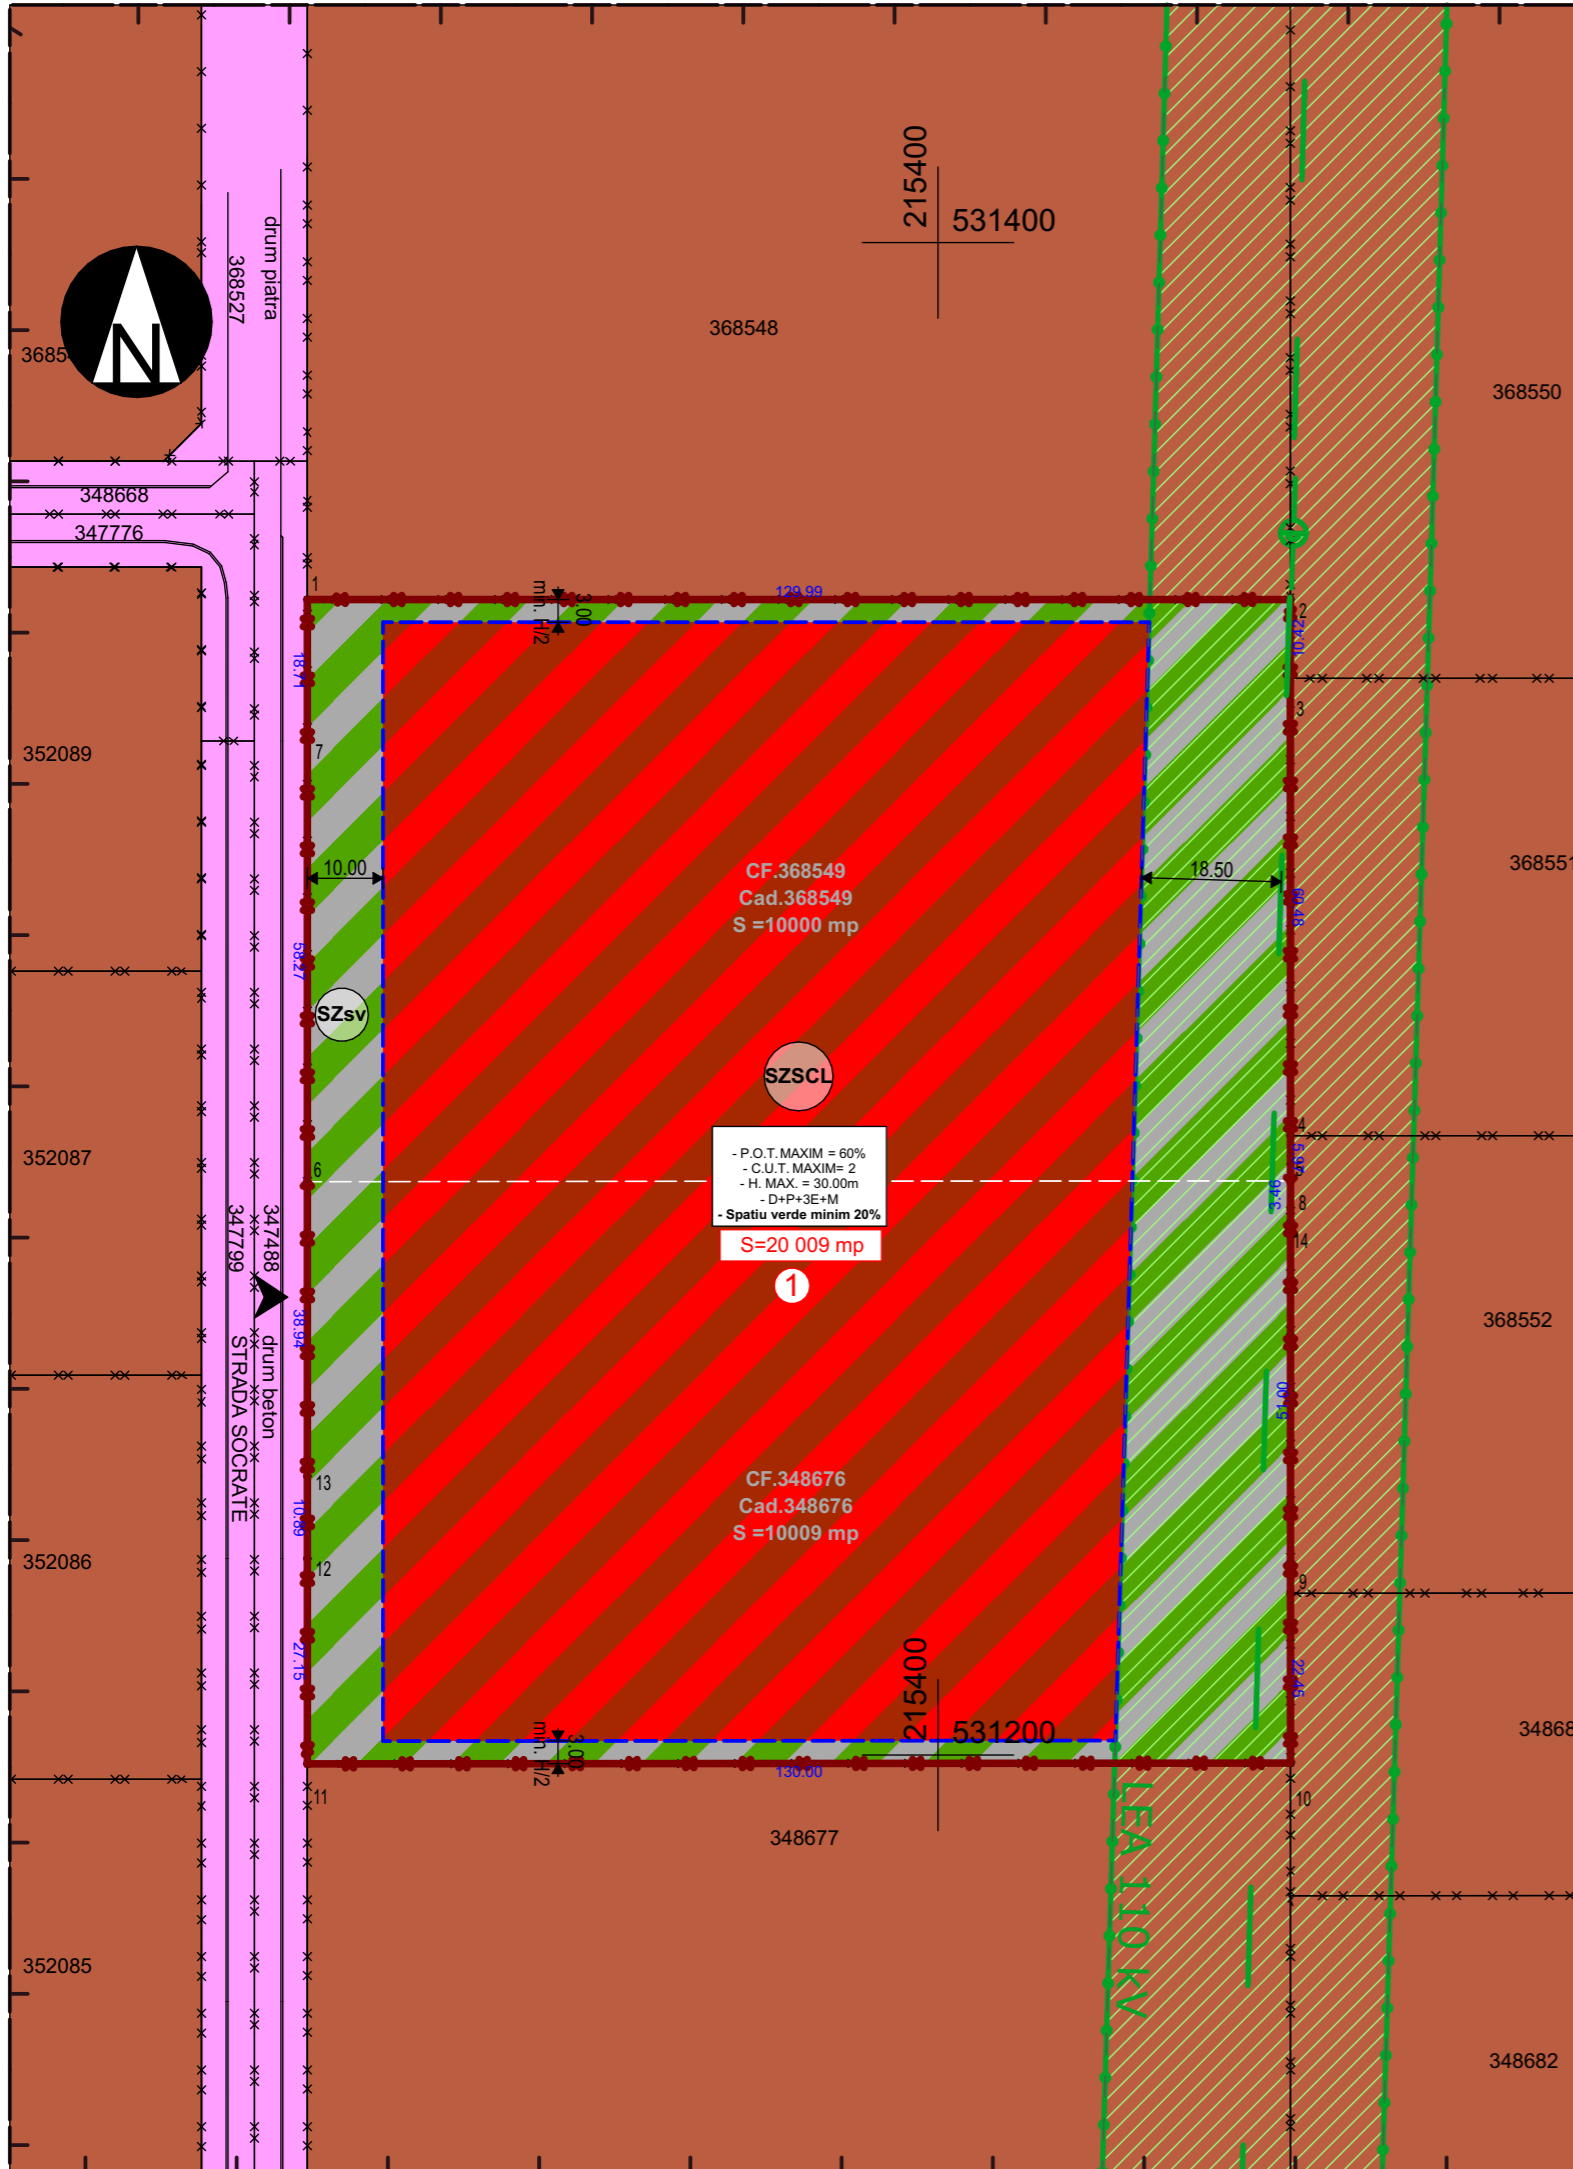 215400
531400
drum piatra
368527
368548
368550
N
348668
347776
1
129.99
3.00
min. H/2
2
10.42
18.71
3
7
352089
10.00
18.50
CF.368549
Cad.368549
S =10000 mp
368551
60.48
58.27
SZsv
SZSCL
4
352087
6
- P.O.T. MAXIM = 60%
- C.U.T. MAXIM= 2
- H. MAX. = 30.00m
- D+P+3E+M
- Spatiu verde minim 20%
3.46
8
14
S=20 009 mp
1
347488
347799
38.94
drum beton
STRADA SOCRATE
368552
51.00
CF.348676
Cad.348676
S =10009 mp
13
10.89
12
352086
9
27.15
22.45
215400
531200
3.00
min. H/2
130.00
11
10
348677
LEA 110 KV
352085
348682